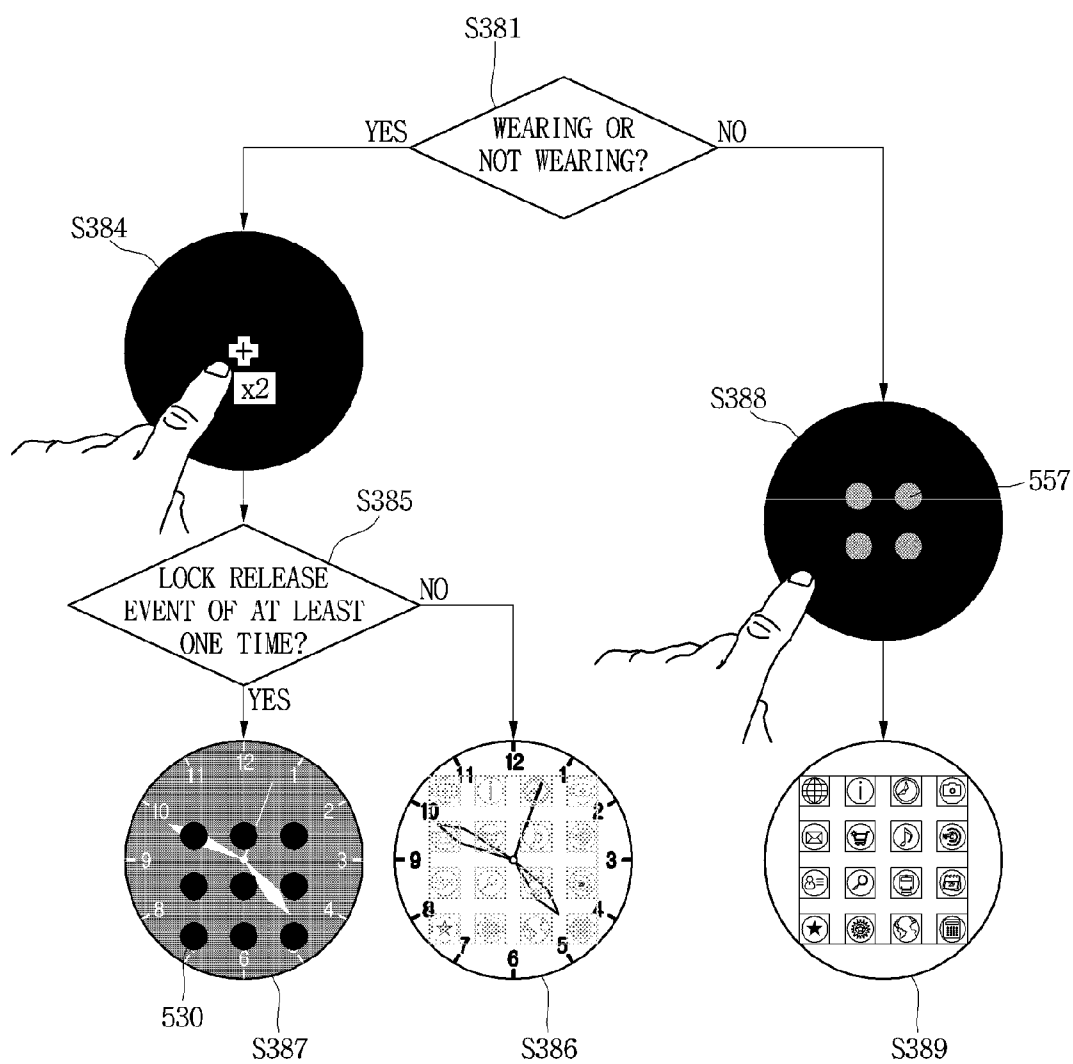 S381
YES
WEARING OR
NOT WEARING?
NO
S384
x2
S388
557
S385
LOCK RELEASE
EVENT OF AT LEAST
ONE TIME?
NO
YES
12
11
1
10
2
9
3
8
4
6
530
S387
12
11
1
10
2
9
3
8
4
7
5
6
S386
S389